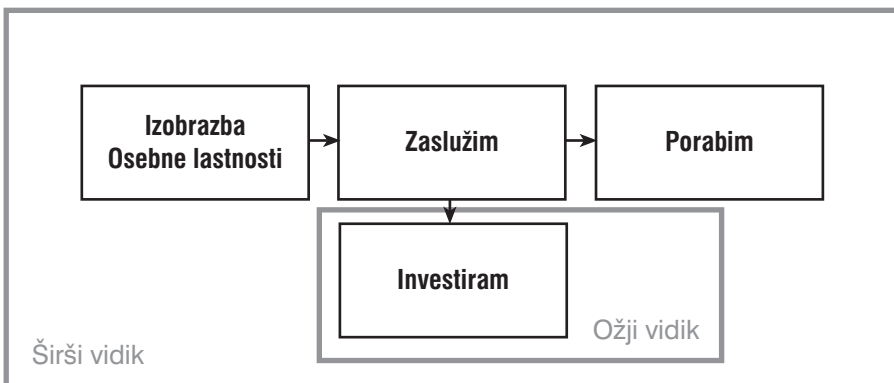 Izobrazba
Osebne lastnosti
Zaslužim
Porabim
Investiram
Ožji vidik
Širši vidik